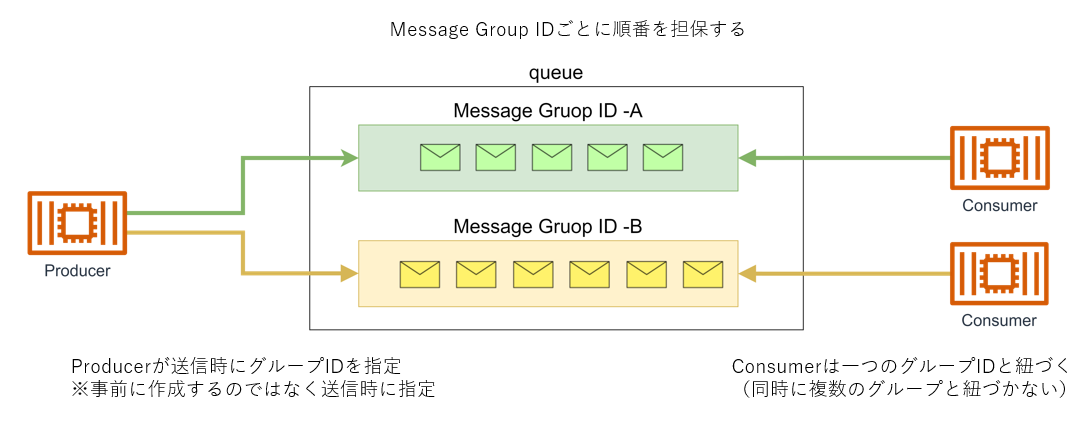 Message Group IDごとに順番を担保する
queue
Message Gruop ID -A
Consumer
Message Gruop ID -B
Producer
Consumer
Producerが送信時にグループIDを指定
※事前に作成するのではなく送信時に指定
Consumerは一つのグループIDと紐づく
（同時に複数のグループと紐づかない）